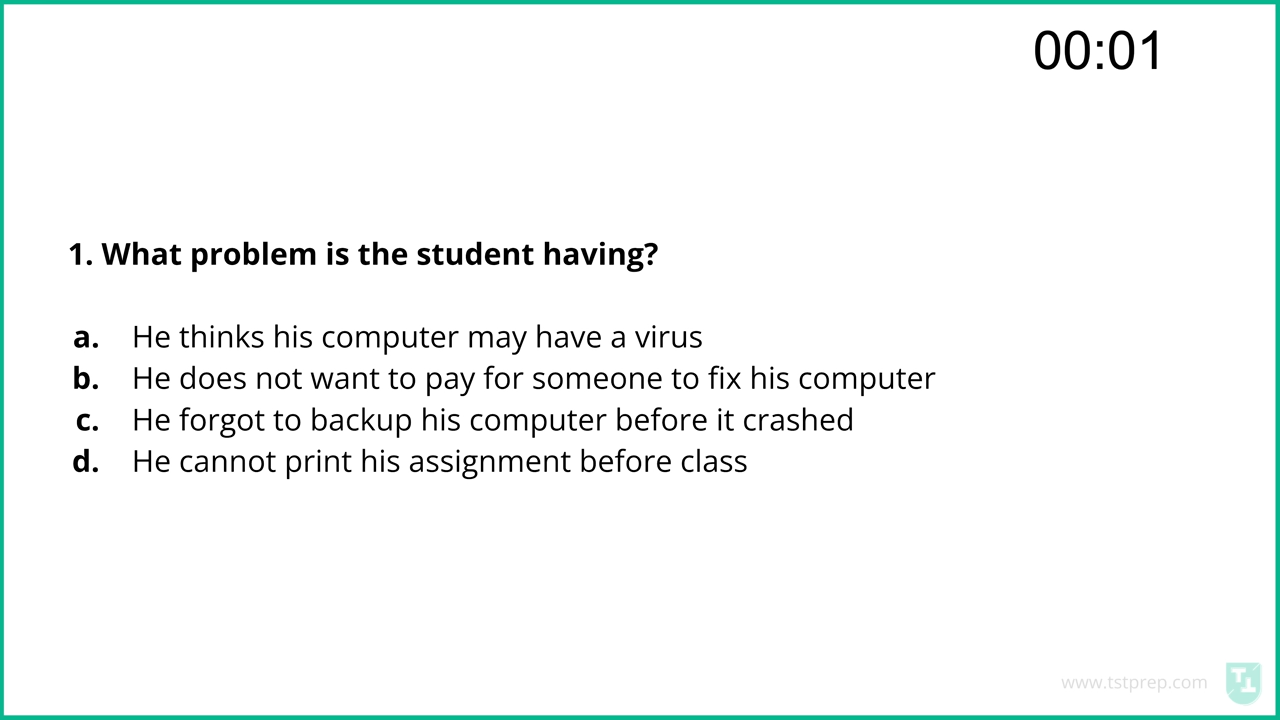 00:01
1. What problem is the student having?
a. He thinks his computer may have a virus
b. He does not want to pay for someone to fix his computer
c. He forgot to backup his computer before it crashed
d. He cannot print his assignment before class
www.tstprep.com